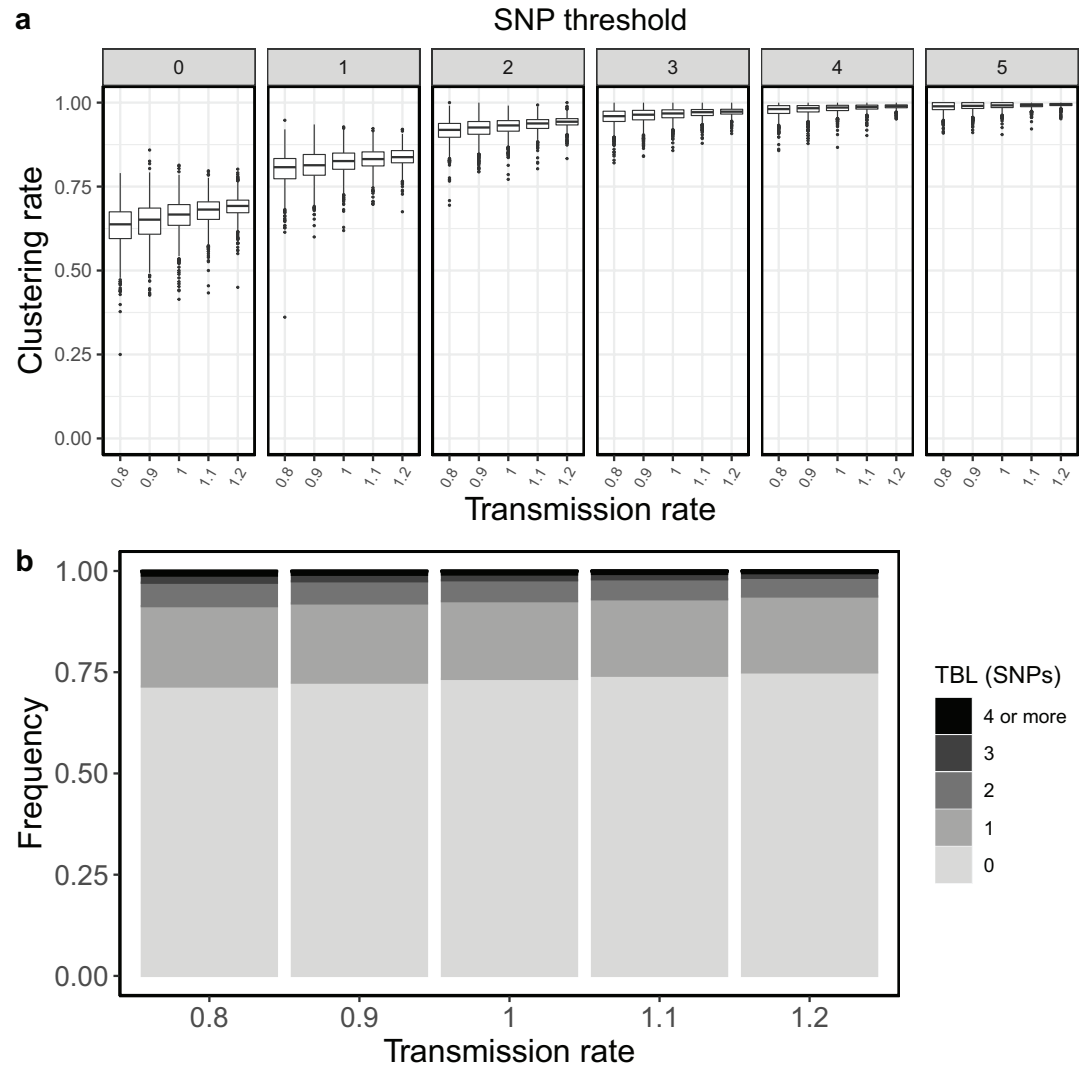 a
SNP threshold
0 1 2 3 4 5
Clustering rate
1.00
0.75
0.50
0.25
0.00
0.8 0.9 1 1.1 1.2 0.8 0.9 1 1.1 1.2 0.8 0.9 1 1.1 1.2 0.8 0.9 1 1.1 1.2 0.8 0.9 1 1.1 1.2 0.8 0.9 1 1.1 1.2
Transmission rate
b
Frequency
1.00
0.75
0.50
0.25
0.00
0.8 0.9 1 1.1 1.2
Transmission rate
TBL (SNPs)
4 or more
3
2
1
0